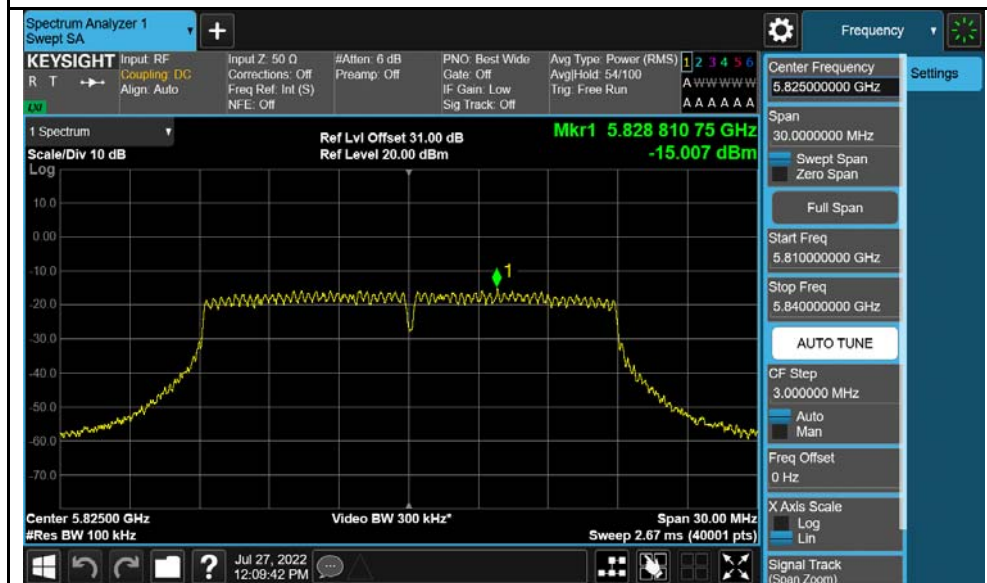 Spectrum Analyzer 1
Swept SA
+
Frequency
KEYSIGHT
R T
LXI
Input: RF
Coupling: DC
Align: Auto
Input Z: 50 Ω
Corrections: Off
Freq Ref: Int (S)
NFE: Off
#Atten: 6 dB
Preamp: Off
PNO: Best Wide
Gate: Off
IF Gain: Low
Sig Track: Off
Avg Type: Power (RMS)
Avg|Hold: 54/100
Trig: Free Run
1 2 3 4 5 6
A W W W W W
A A A A A A
1 Spectrum
Scale/Div 10 dB
Log
Ref Lvl Offset 31.00 dB
Ref Level 20.00 dBm
Mkr1 5.828 810 75 GHz
-15.007 dBm
10.0
0.00
-10.0
-20.0
-30.0
-40.0
-50.0
-60.0
-70.0
1
Center 5.82500 GHz
#Res BW 100 kHz
Video BW 300 kHz*
Span 30.00 MHz
Sweep 2.67 ms (40001 pts)
Center Frequency
5.825000000 GHz
Span
30.0000000 MHz
Swept Span
Zero Span
Full Span
Start Freq
5.810000000 GHz
Stop Freq
5.840000000 GHz
AUTO TUNE
CF Step
3.000000 MHz
Auto
Man
Freq Offset
0 Hz
X Axis Scale
Log
Lin
Signal Track
(Span Zoom)
Settings
?
Jul 27, 2022
12:09:42 PM